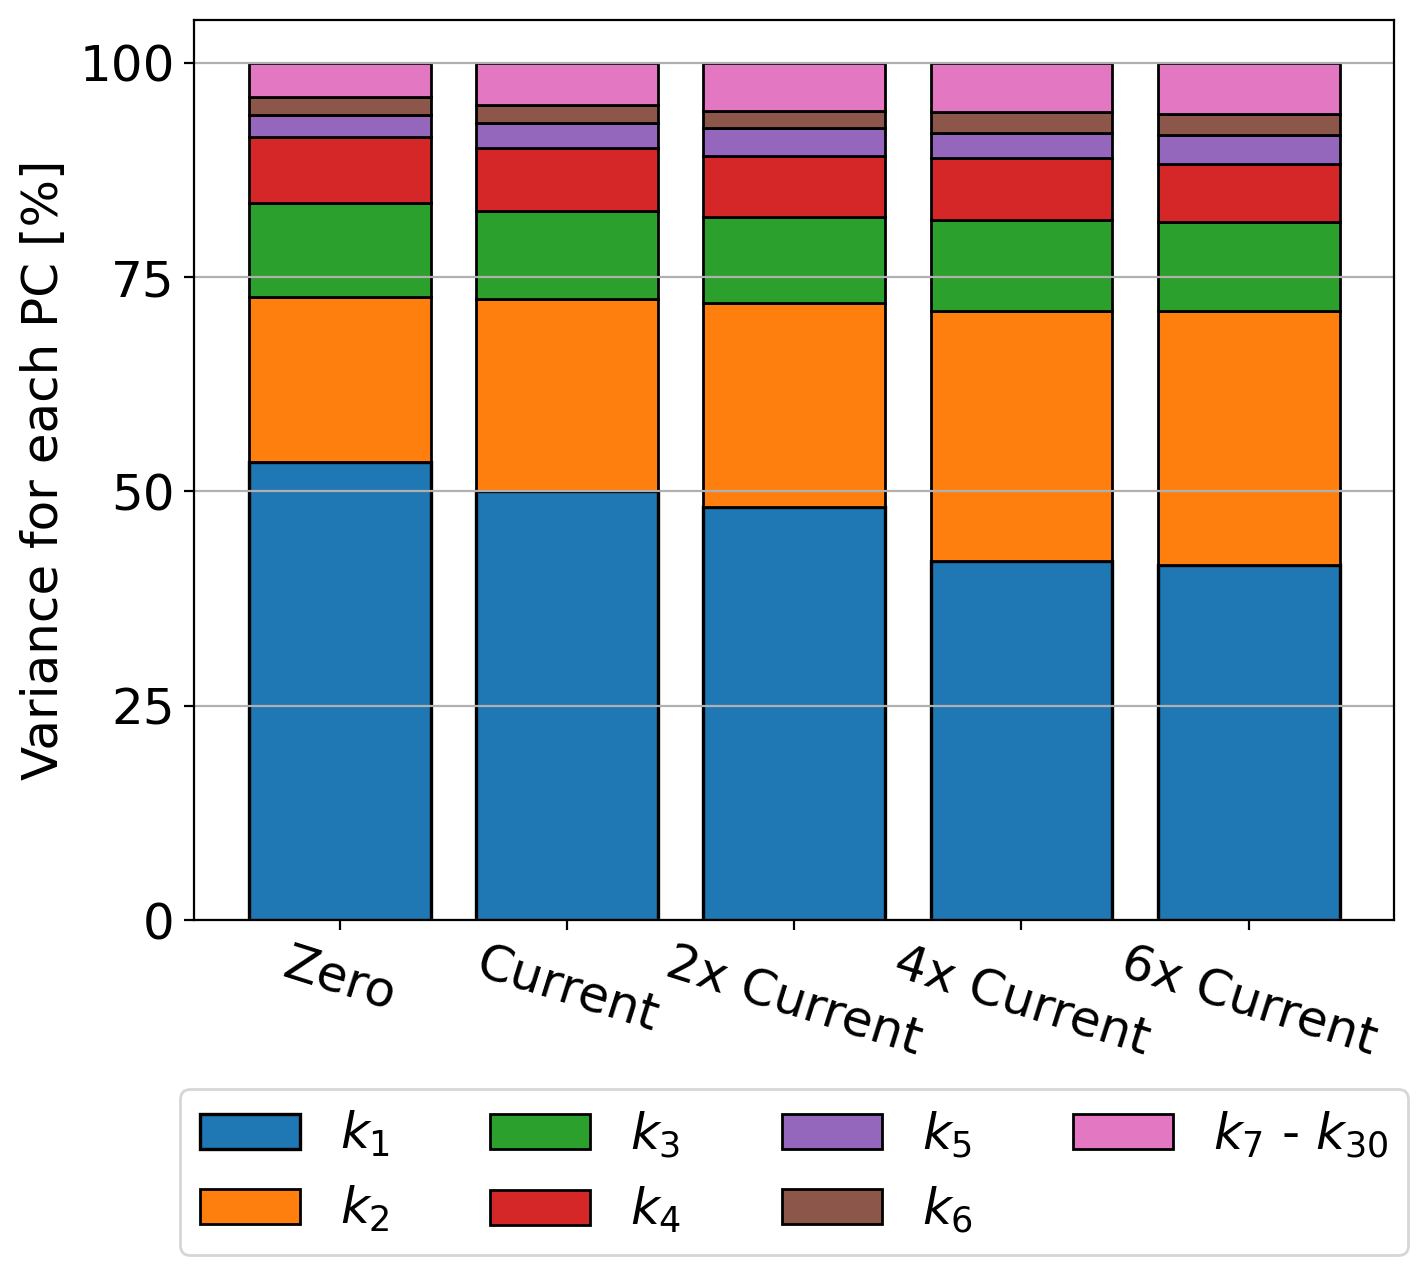 Variance for each PC [%]
100
75
50
25
0
Zero
Current
2x Current
4x Current
6x Current
k₁
k₃
k₅
k₇ - k₃₀
k₂
k₄
k₆